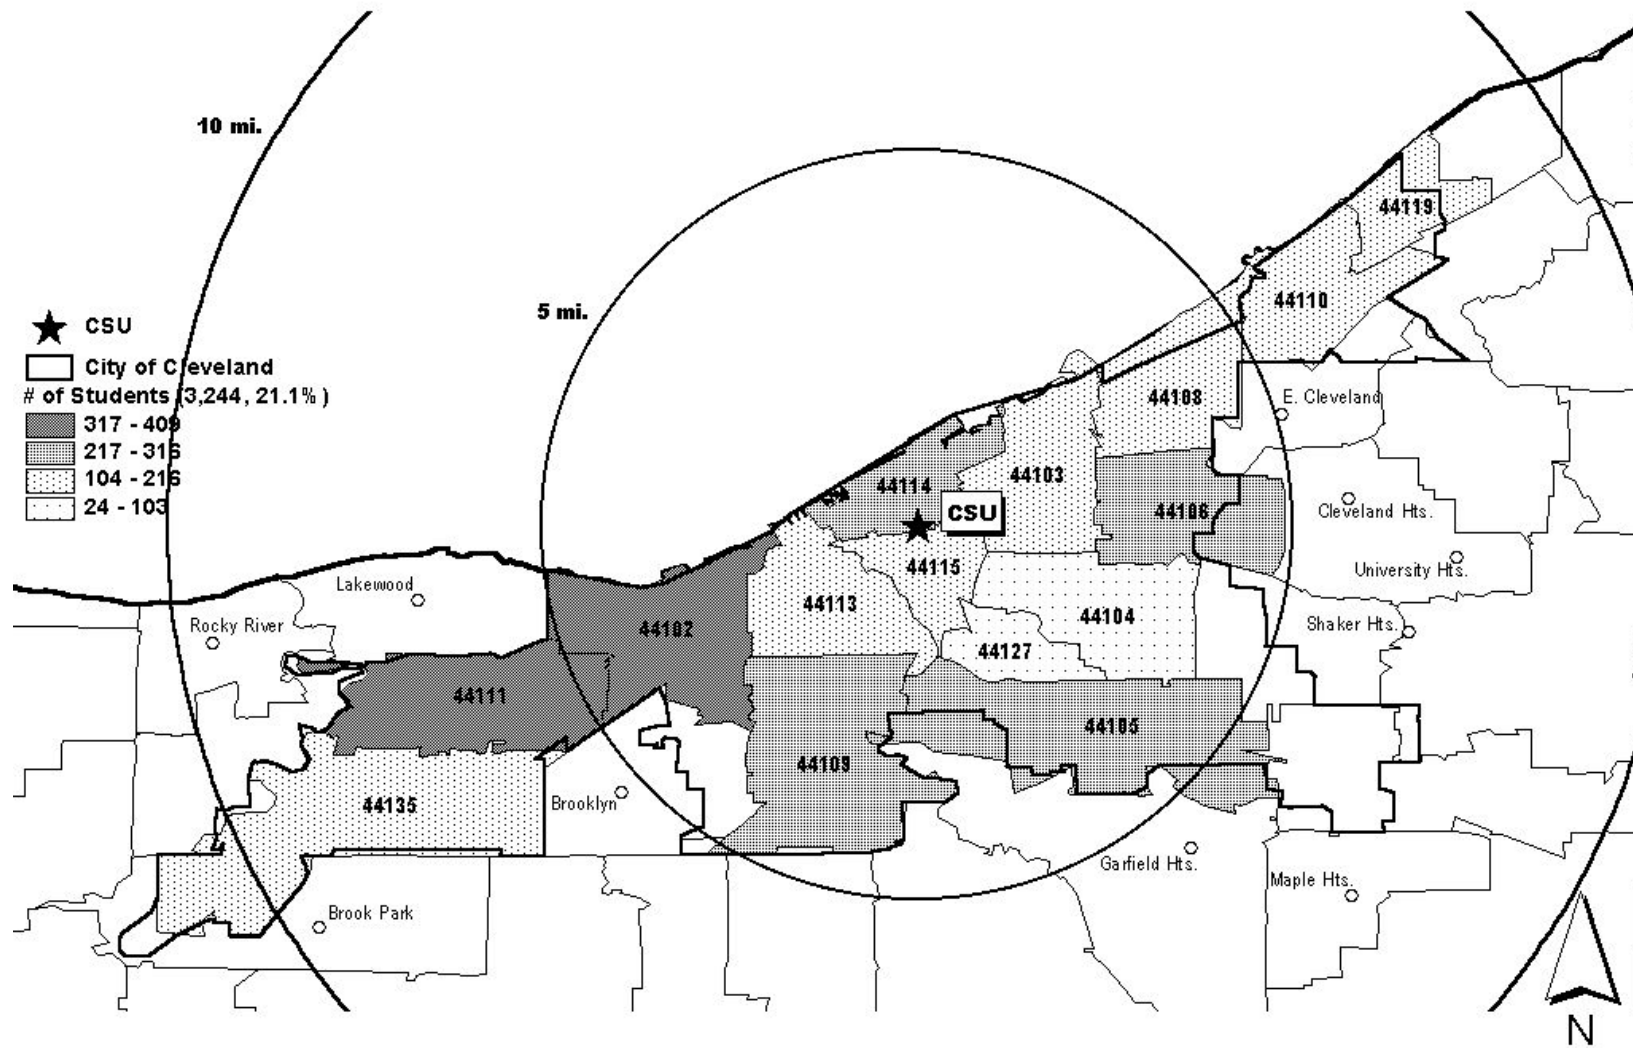 10 mi.
5 mi.
CSU
City of Cleveland
# of Students (3,244, 21.1%)
317 - 409
217 - 316
104 - 216
24 - 103
44119
44110
44108
E. Cleveland
44103
44114
44106
Cleveland Hts.
CSU
44115
University Hts.
Lakewood
44113
44104
Rocky River
44102
Shaker Hts.
44127
44111
44105
44109
44135
Brooklyn
Garfield Hts.
Maple Hts.
Brook Park
N